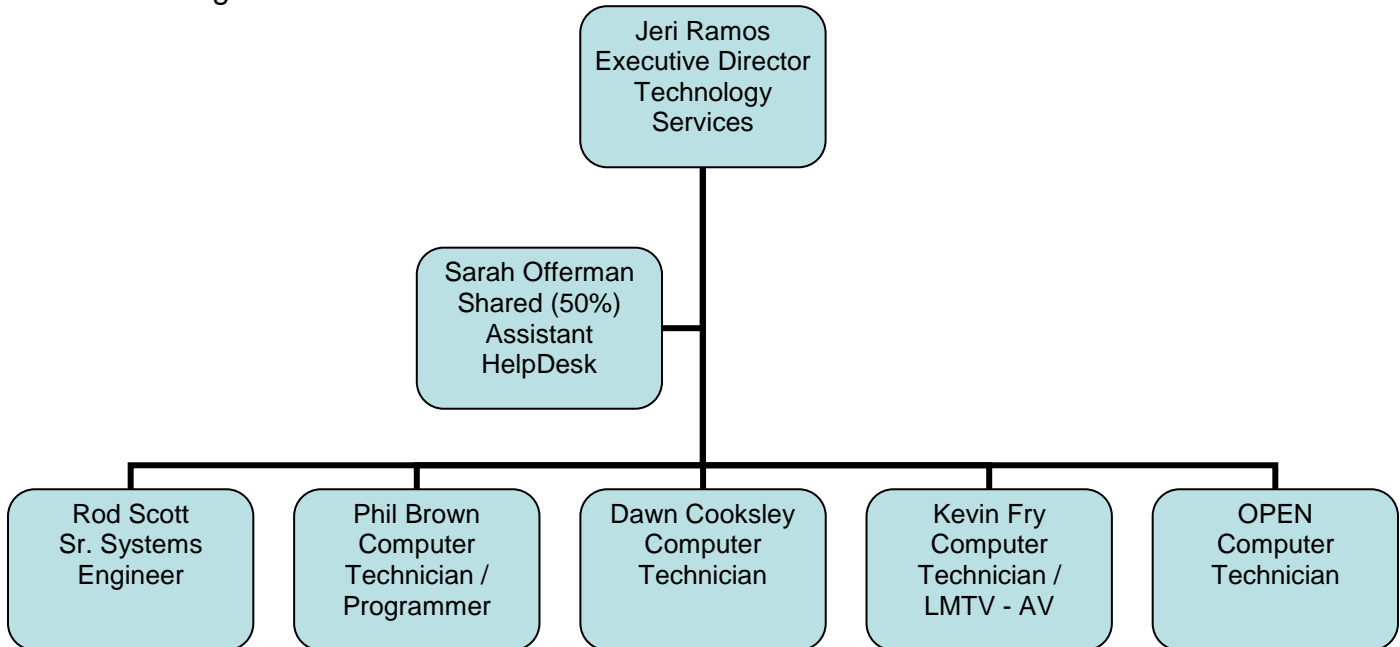 Jeri Ramos
Executive Director
Technology
Services
Sarah Offerman
Shared (50%)
Assistant
HelpDesk
Rod Scott
Sr. Systems
Engineer
Phil Brown
Computer
Technician /
Programmer
Dawn Cooksley
Computer
Technician
Kevin Fry
Computer
Technician /
LMTV - AV
OPEN
Computer
Technician